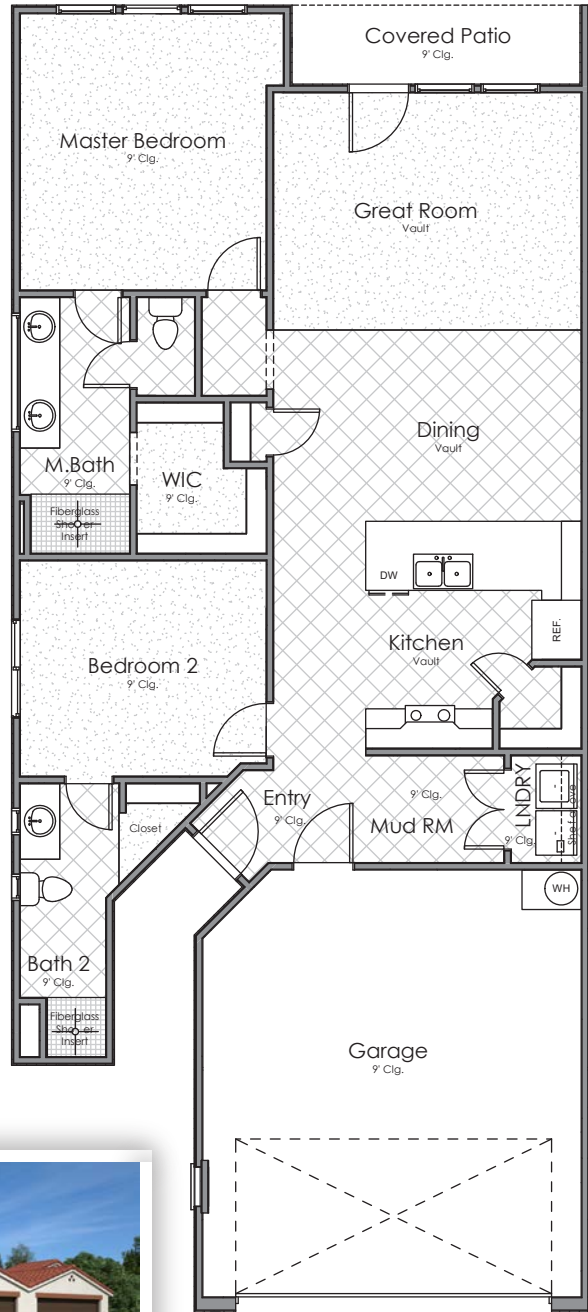 Covered Patio
9' Clg.
Master Bedroom
9' Clg.
Great Room
Vault
Dining
Vault
M.Bath
9' Clg.
WIC
9' Clg.
Fiberglass
Shower
Insert
DW
REF.
Kitchen
Vault
Bedroom 2
9' Clg.
Entry
9' Clg.
9' Clg.
Mud RM
LNDRY
9' Clg.
Closet
WH
Bath 2
9' Clg.
Fiberglass
Shower
Insert
Garage
9' Clg.